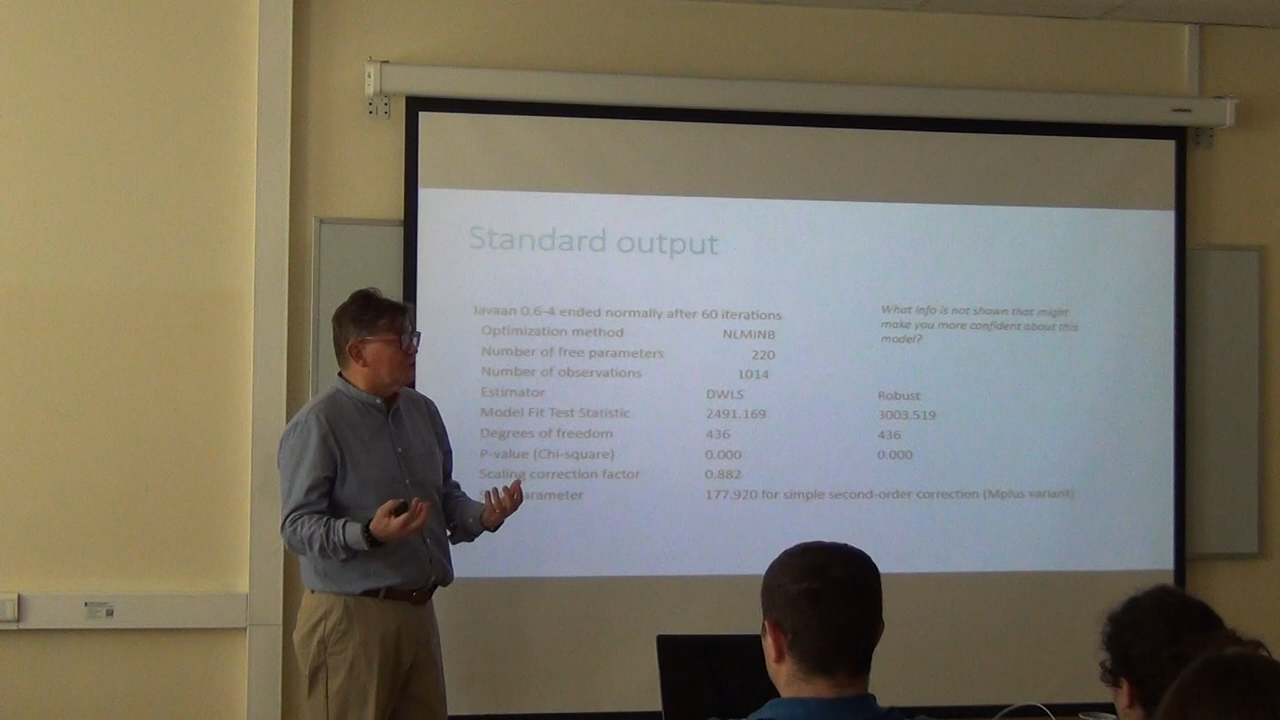 Standard output
lavaan 0.6-4 ended normally after 60 iterations
What info is not shown that might
make you more confident about this
model?
Optimization method NLMINB
Number of free parameters 220
Number of observations 1014
Estimator DWLS Robust
Model Fit Test Statistic 2491.169 3003.519
Degrees of freedom 436 436
P-value (Chi-square) 0.000 0.000
Scaling correction factor 0.882
177.920 for simple second-order correction (Mplus variant)